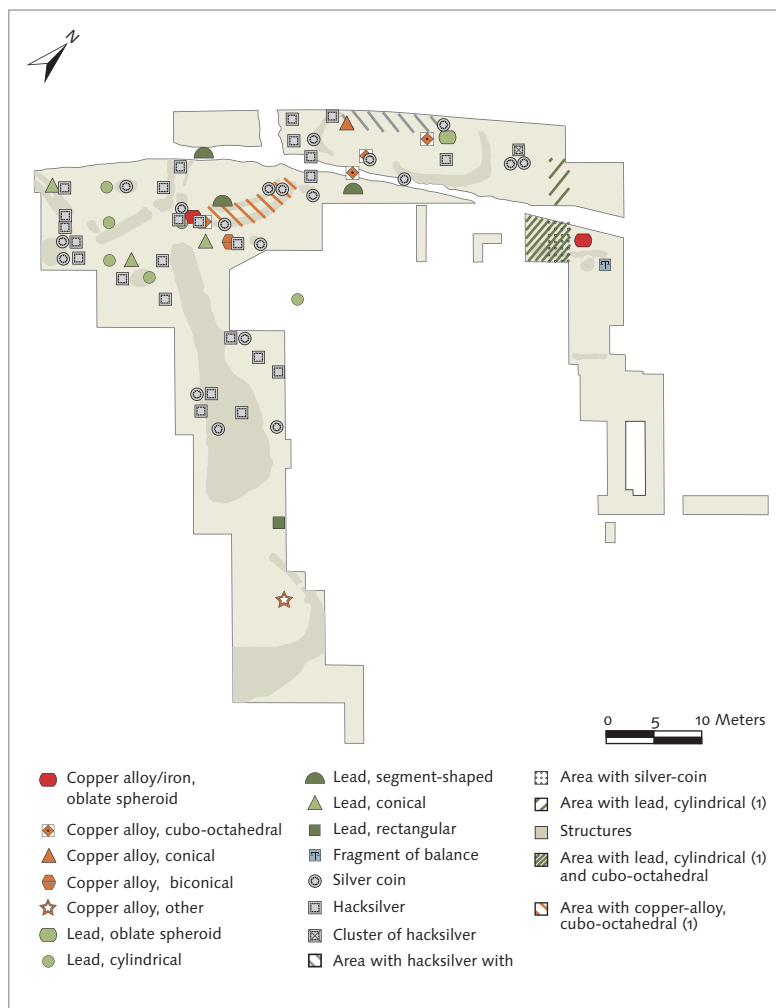 N
0 5 10 Meters
Copper alloy/iron,
oblate spheroid
Copper alloy, cubo-octahedral
Copper alloy, conical
Copper alloy, biconical
Copper alloy, other
Lead, oblate spheroid
Lead, cylindrical
Lead, segment-shaped
Lead, conical
Lead, rectangular
Fragment of balance
Silver coin
Hacksilver
Cluster of hacksilver
Area with hacksilver with
Area with silver-coin
Area with lead, cylindrical (1)
Structures
Area with lead, cylindrical (1)
and cubo-octahedral
Area with copper-alloy,
cubo-octahedral (1)